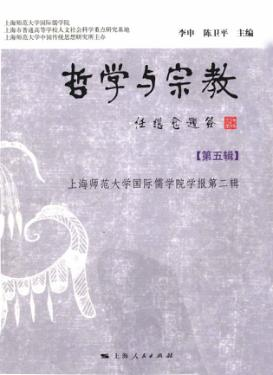 上海师范大学国际儒学院
上海市普通高等学校人文社会科学重点研究基地
上海师范大学中国传统思想研究所主办
李申 陈卫平 主编
哲学与宗教
任继愈题签
【第五辑】
上海师范大学国际儒学院学报第二辑
上海人民出版社